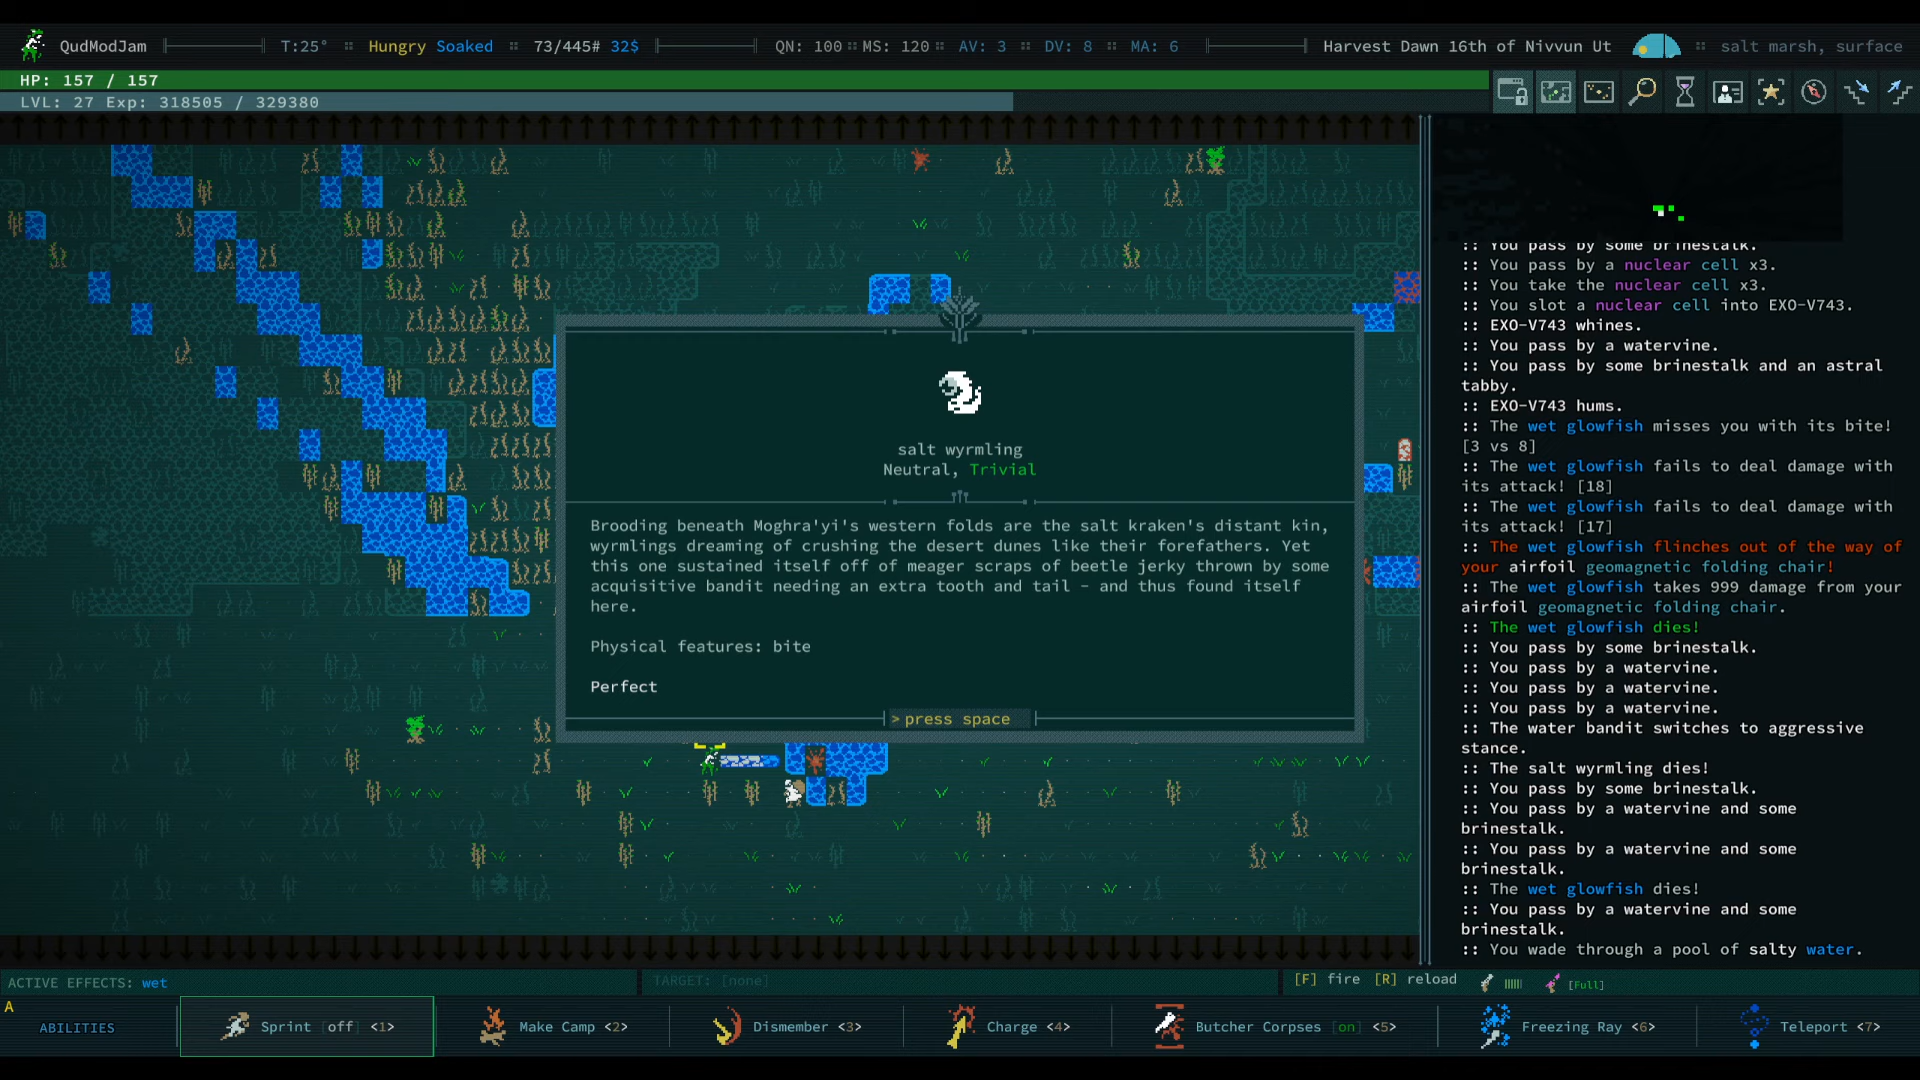 QudModJam T:25° Hungry Soaked 73/445# 32$ QN: 100 MS: 120 AV: 3 DV: 8 MA: 6 Harvest Dawn 16th of Nivvun Ut salt marsh, surface
HP: 157 / 157
LVL: 27 Exp: 318505 / 329380
salt wyrmling
Neutral, Trivial
Brooding beneath Moghra'yi's western folds are the salt kraken's distant kin,
wyrmlings dreaming of crushing the desert dunes like their forefathers. Yet
this one sustained itself off of meager scraps of beetle jerky thrown by some
acquisitive bandit needing an extra tooth and tail - and thus found itself
here.
Physical features: bite
Perfect
> press space
:: You pass by some brinestalk.
:: You pass by a nuclear cell x3.
:: You take the nuclear cell x3.
:: You slot a nuclear cell into EXO-V743.
:: EXO-V743 whines.
:: You pass by a watervine.
:: You pass by some brinestalk and an astral
tabby.
:: EXO-V743 hums.
:: The wet glowfish misses you with its bite!
[3 vs 8]
:: The wet glowfish fails to deal damage with
its attack! [18]
:: The wet glowfish fails to deal damage with
its attack! [17]
:: The wet glowfish flinches out of the way of
your airfoil geomagnetic folding chair!
:: The wet glowfish takes 999 damage from your
airfoil geomagnetic folding chair.
:: The wet glowfish dies!
:: You pass by some brinestalk.
:: You pass by a watervine.
:: You pass by a watervine.
:: You pass by a watervine.
:: The water bandit switches to aggressive
stance.
:: The salt wyrmling dies!
:: You pass by some brinestalk.
:: You pass by a watervine and some
brinestalk.
:: You pass by a watervine and some
brinestalk.
:: The wet glowfish dies!
:: You pass by a watervine and some
brinestalk.
:: You wade through a pool of salty water.
ACTIVE EFFECTS: wet TARGET: [none] [F] fire [R] reload [Full]
A
ABILITIES Sprint [off] <1> Make Camp <2> Dismember <3> Charge <4> Butcher Corpses [on] <5> Freezing Ray <6> Teleport <7>